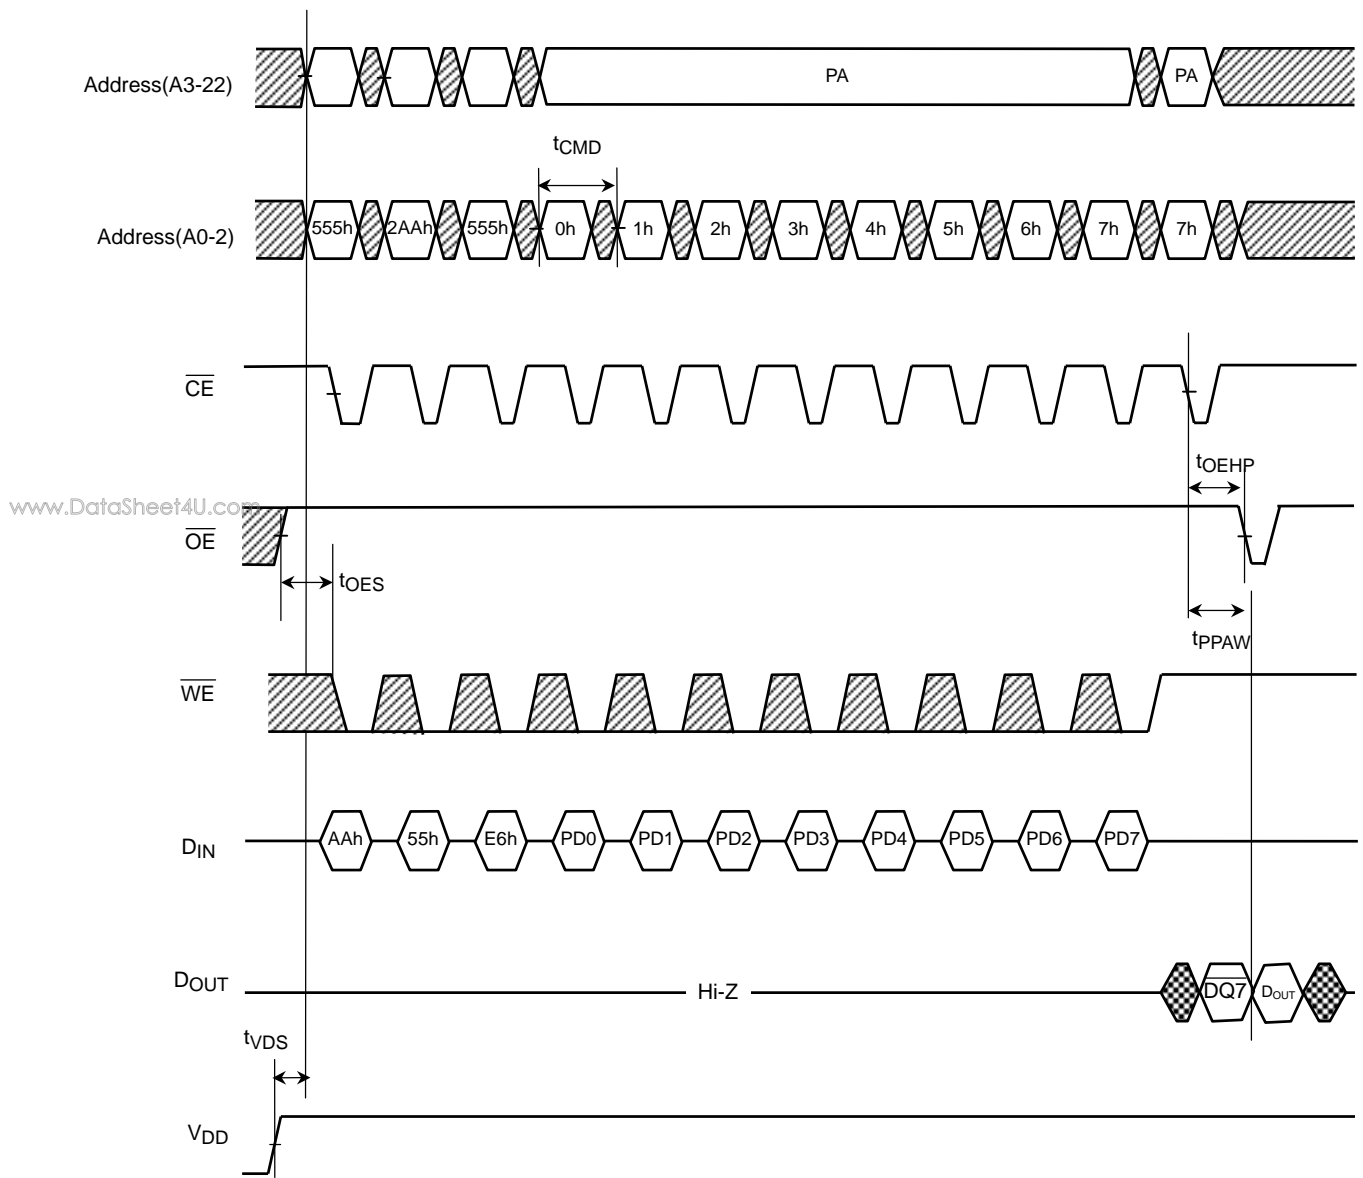 Address(A3-22) PA PA
tCMD
Address(A0-2) 555h 2AAh 555h 0h 1h 2h 3h 4h 5h 6h 7h 7h
CE
tOEHP
www.DataSheet4U.com
OE
tOES
tPPAW
WE
DIN AAh 55h E6h PD0 PD1 PD2 PD3 PD4 PD5 PD6 PD7
DOUT Hi-Z DQ7 DOUT
tVDS
VDD